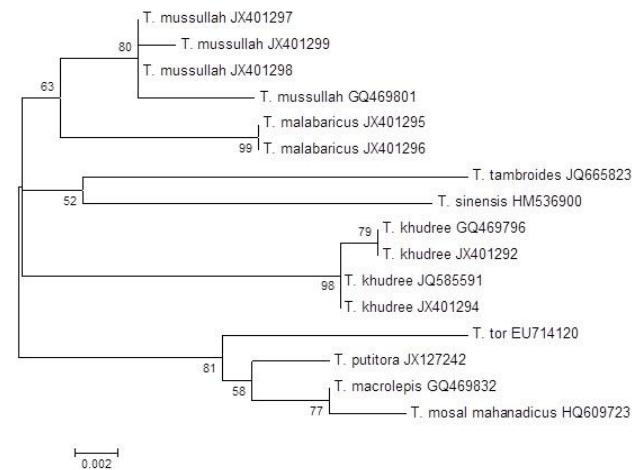 T. mussullah JX401297
T. mussullah JX401299
80
T. mussullah JX401298
63
T. mussullah GQ469801
T. malabaricus JX401295
99 T. malabaricus JX401296
T. tambroides JQ665823
52
T. sinensis HM536900
T. khudree GQ469796
79
T. khudree JX401292
T. khudree JQ585591
98
T. khudree JX401294
T. tor EU714120
81
T. putitora JX127242
58
T. macrolepis GQ469832
77
T. mosal mahanadicus HQ609723
0.002